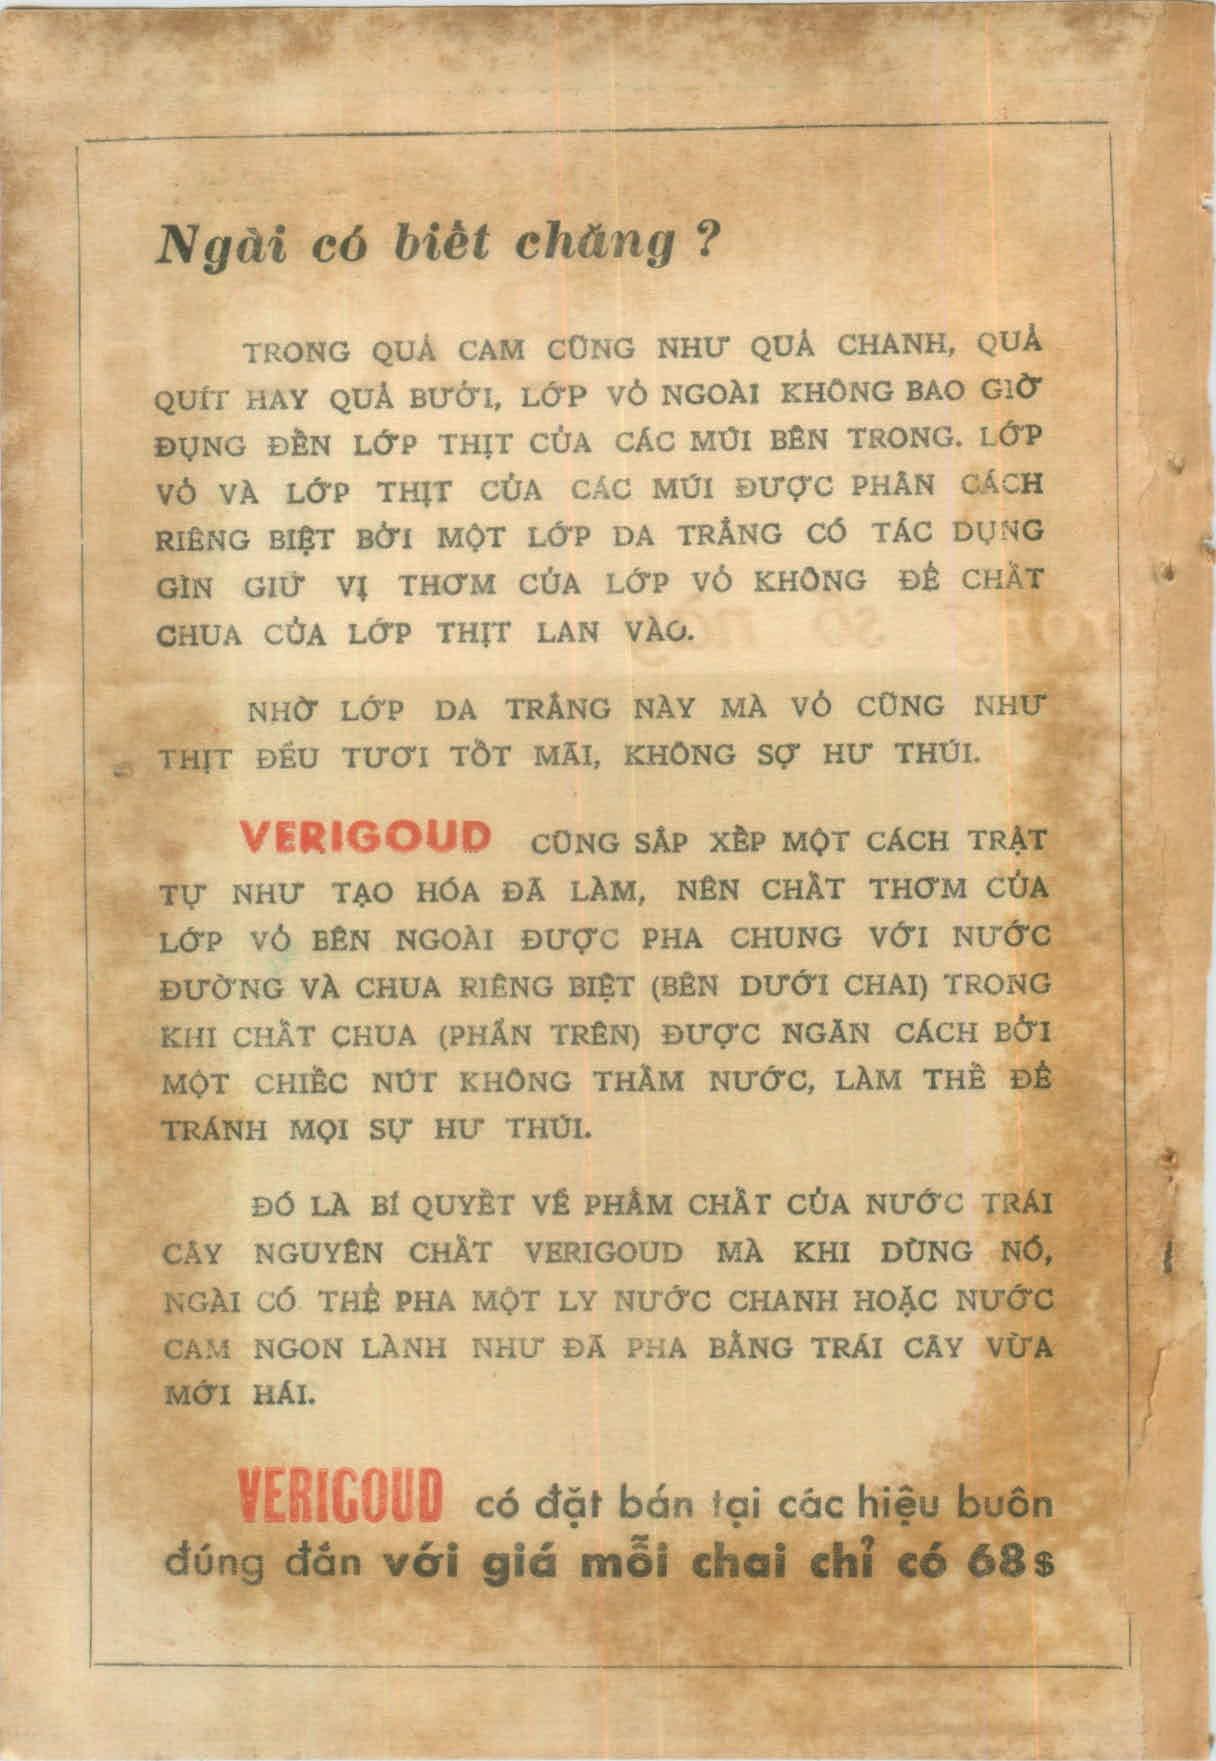 Ngài có biết chăng ?
TRONG QUẢ CAM CŨNG NHƯ QUẢ CHANH, QUẢ
QUÍT HAY QUẢ BƯỞI, LỚP VỎ NGOÀI KHÔNG BAO GIỜ
ĐỤNG ĐẾN LỚP THỊT CỦA CÁC MÚI BÊN TRONG. LỚP
VỎ VÀ LỚP THỊT CỦA CÁC MÚI ĐƯỢC PHÂN CÁCH
RIÊNG BIỆT BỞI MỘT LỚP DA TRẮNG CÓ TÁC DỤNG
GÌN GIỮ VỊ THƠM CỦA LỚP VỎ KHÔNG ĐỂ CHẤT
CHUA CỦA LỚP THỊT LAN VÀO.
NHỜ LỚP DA TRẮNG NÀY MÀ VỎ CŨNG NHƯ
THỊT ĐỀU TƯƠI TỐT MÃI, KHÔNG SỢ HƯ THÚI.
VERIGOUD CŨNG SẮP XẾP MỘT CÁCH TRẬT
TỰ NHƯ TẠO HÓA ĐÃ LÀM, NÊN CHẤT THƠM CỦA
LỚP VỎ BÊN NGOÀI ĐƯỢC PHA CHUNG VỚI NƯỚC
ĐƯỜNG VÀ CHUA RIÊNG BIỆT (BÊN DƯỚI CHAI) TRONG
KHI CHẤT CHUA (PHẦN TRÊN) ĐƯỢC NGĂN CÁCH BỞI
MỘT CHIẾC NÚT KHÔNG THẤM NƯỚC, LÀM THẾ ĐỂ
TRÁNH MỌI SỰ HƯ THÚI.
ĐÓ LÀ BÍ QUYẾT VỀ PHẨM CHẤT CỦA NƯỚC TRÁI
CÂY NGUYÊN CHẤT VERIGOUD MÀ KHI DÙNG NÓ,
NGÀI CÓ THỂ PHA MỘT LY NƯỚC CHANH HOẶC NƯỚC
CAM NGON LÀNH NHƯ ĐÃ PHA BẰNG TRÁI CÂY VỪA
MỚI HÁI.
VERIGOUD có đặt bán tại các hiệu buôn
đúng đắn với giá mỗi chai chỉ có 68$